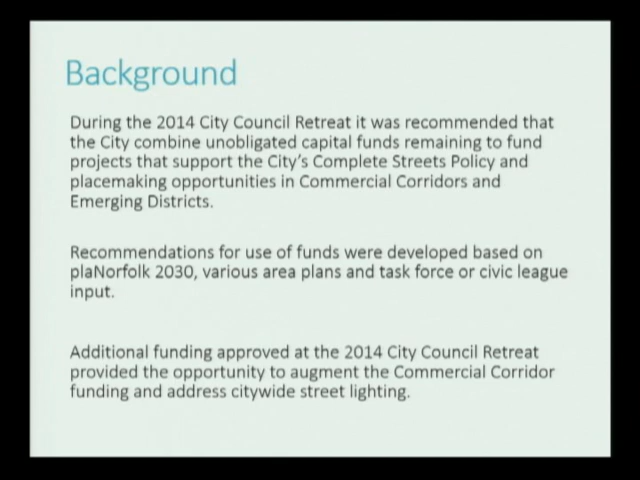 Background
During the 2014 City Council Retreat it was recommended that
the City combine unobligated capital funds remaining to fund
projects that support the City's Complete Streets Policy and
placemaking opportunities in Commercial Corridors and
Emerging Districts.
Recommendations for use of funds were developed based on
plaNorfolk 2030, various area plans and task force or civic league
input.
Additional funding approved at the 2014 City Council Retreat
provided the opportunity to augment the Commercial Corridor
funding and address citywide street lighting.